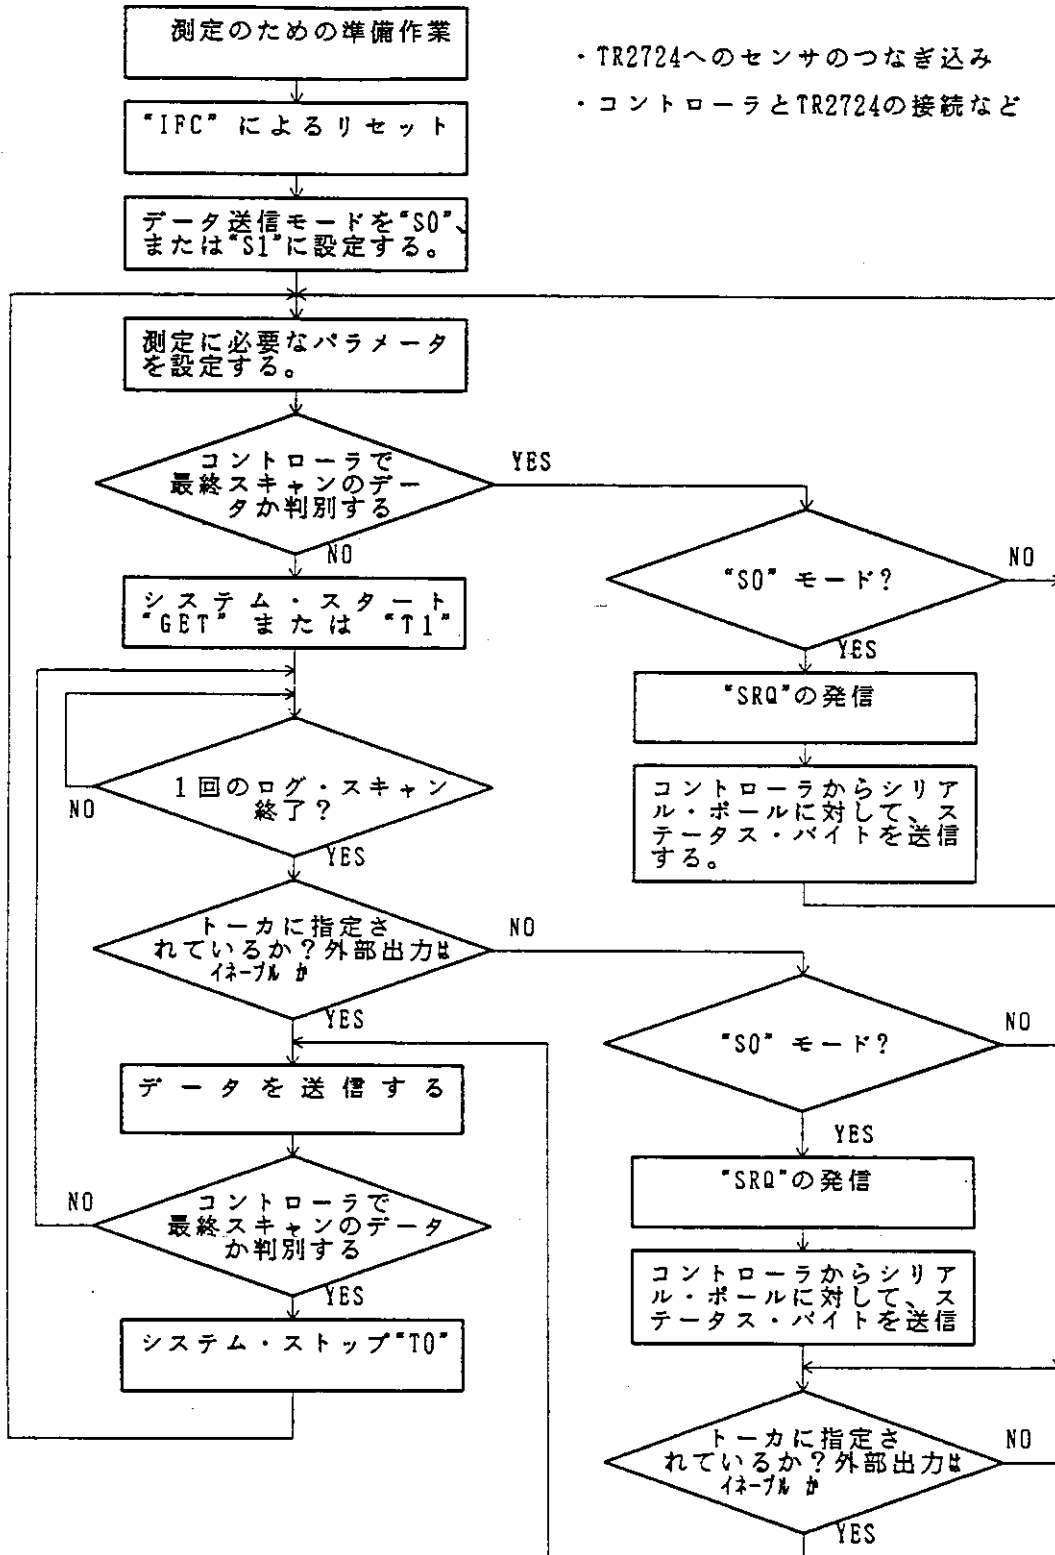 測定のための準備作業
・TR2724へのセンサのつなぎ込み
・コントローラとTR2724の接続など
"IFC" によるリセット
データ送信モードを"S0"、
または"S1"に設定する。
測定に必要なパラメータ
を設定する。
コントローラで
最終スキャンのデー
タか判別する
YES
NO
"S0" モード?
NO
YES
システム・スタート
"GET" または "T1"
"SRQ"の発信
1回のログ・スキャン
終了?
NO
YES
コントローラからシリア
ル・ポールに対して、ス
テータス・バイトを送信
する。
トーカに指定さ
れているか?外部出力は
イネーブル か
NO
YES
"S0" モード?
NO
YES
データを送信する
"SRQ"の発信
コントローラで
最終スキャンのデータ
か判別する
NO
YES
コントローラからシリア
ル・ポールに対して、ス
テータス・バイトを送信
システム・ストップ"T0"
トーカに指定さ
れているか?外部出力は
イネーブル か
NO
YES